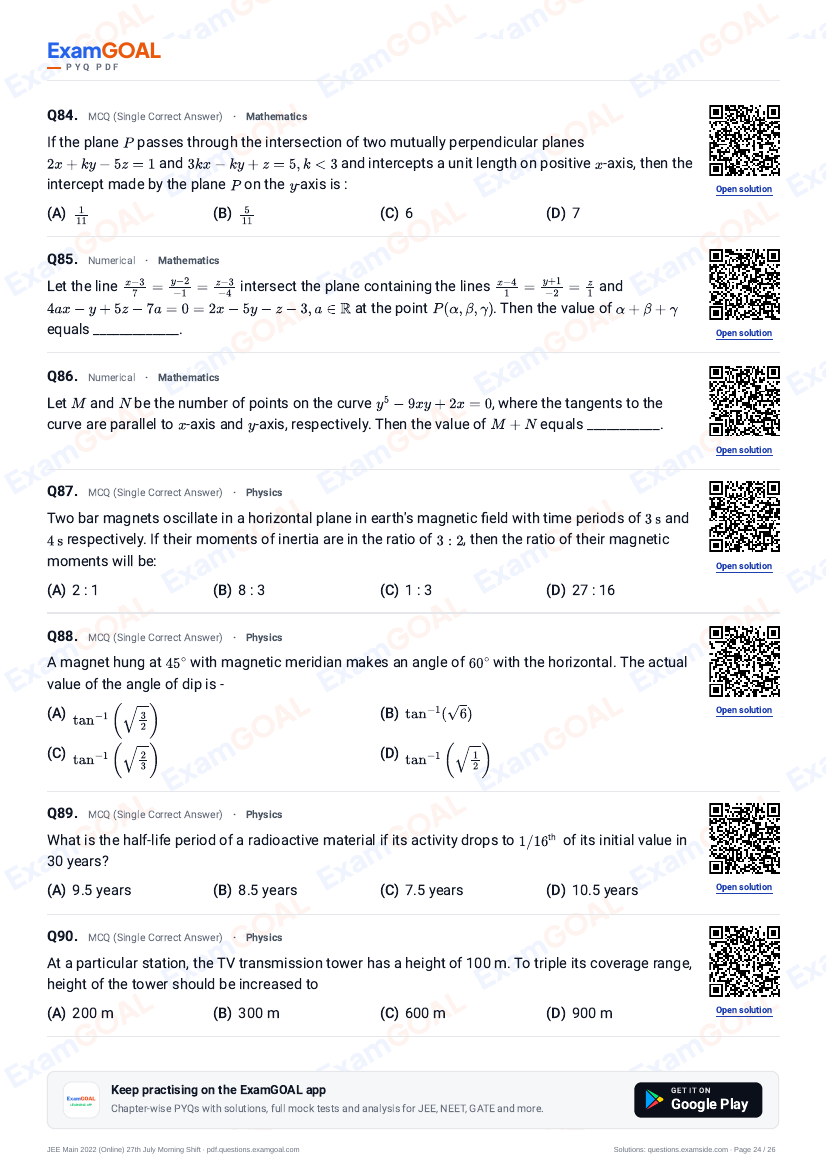 ExamGOAL
PYQ PDF
Q84. MCQ (Single Correct Answer) · Mathematics
If the plane P passes through the intersection of two mutually perpendicular planes
2x + ky − 5z = 1 and 3kx − ky + z = 5, k < 3 and intercepts a unit length on positive x-axis, then the
intercept made by the plane P on the y-axis is :
(A) 1/11 (B) 5/11 (C) 6 (D) 7
Open solution
Q85. Numerical · Mathematics
Let the line (x−3)/7 = (y−2)/−1 = (z−3)/−4 intersect the plane containing the lines (x−4)/1 = (y+1)/−2 = z/1 and
4ax − y + 5z − 7a = 0 = 2x − 5y − z − 3, a ∈ ℝ at the point P(α, β, γ). Then the value of α + β + γ
equals _____________.
Open solution
Q86. Numerical · Mathematics
Let M and N be the number of points on the curve y⁵ − 9xy + 2x = 0, where the tangents to the
curve are parallel to x-axis and y-axis, respectively. Then the value of M + N equals ___________.
Open solution
Q87. MCQ (Single Correct Answer) · Physics
Two bar magnets oscillate in a horizontal plane in earth's magnetic field with time periods of 3 s and
4 s respectively. If their moments of inertia are in the ratio of 3 : 2, then the ratio of their magnetic
moments will be:
(A) 2 : 1 (B) 8 : 3 (C) 1 : 3 (D) 27 : 16
Open solution
Q88. MCQ (Single Correct Answer) · Physics
A magnet hung at 45° with magnetic meridian makes an angle of 60° with the horizontal. The actual
value of the angle of dip is -
(A) tan⁻¹(√(3/2)) (B) tan⁻¹(√6)
(C) tan⁻¹(√(2/3)) (D) tan⁻¹(√(1/2))
Open solution
Q89. MCQ (Single Correct Answer) · Physics
What is the half-life period of a radioactive material if its activity drops to 1/16ᵗʰ of its initial value in
30 years?
(A) 9.5 years (B) 8.5 years (C) 7.5 years (D) 10.5 years
Open solution
Q90. MCQ (Single Correct Answer) · Physics
At a particular station, the TV transmission tower has a height of 100 m. To triple its coverage range,
height of the tower should be increased to
(A) 200 m (B) 300 m (C) 600 m (D) 900 m
Open solution
Keep practising on the ExamGOAL app
Chapter-wise PYQs with solutions, full mock tests and analysis for JEE, NEET, GATE and more.
GET IT ON
Google Play
JEE Main 2022 (Online) 27th July Morning Shift · pdf.questions.examgoal.com
Solutions: questions.examside.com · Page 24 / 26